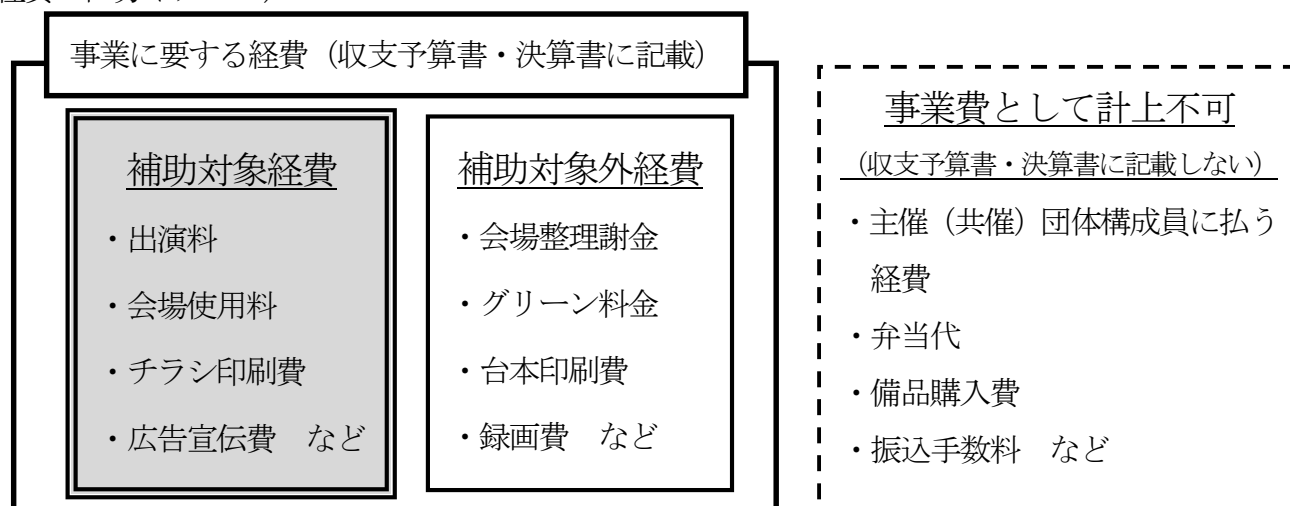 事業に要する経費（収支予算書・決算書に記載）
補助対象経費
・出演料
・会場使用料
・チラシ印刷費
・広告宣伝費　など
補助対象外経費
・会場整理謝金
・グリーン料金
・台本印刷費
・録画費　など
事業費として計上不可
（収支予算書・決算書に記載しない）
・主催（共催）団体構成員に払う
経費
・弁当代
・備品購入費
・振込手数料　など